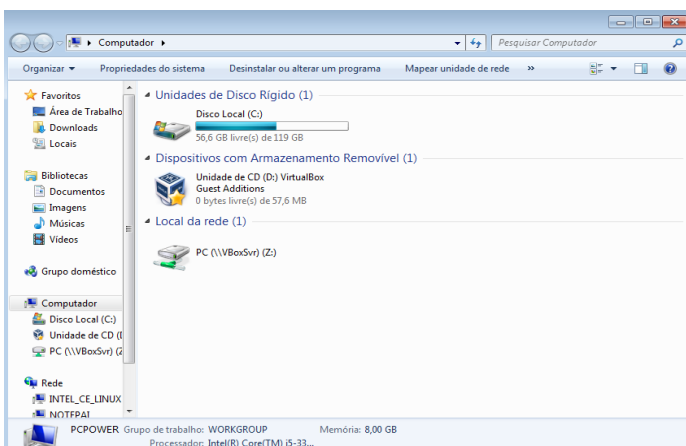 Computador
Pesquisar Computador
Organizar Propriedades do sistema Desinstalar ou alterar um programa Mapear unidade de rede »
Favoritos
Área de Trabalho
Downloads
Locais
Bibliotecas
Documentos
Imagens
Músicas
Vídeos
Grupo doméstico
Computador
Disco Local (C:)
Unidade de CD (D
PC (\\VBoxSvr) (Z
Rede
INTEL_CE_LINUX
NOTEPAI
Unidades de Disco Rígido (1)
Disco Local (C:)
56,6 GB livre(s) de 119 GB
Dispositivos com Armazenamento Removível (1)
Unidade de CD (D:) VirtualBox
Guest Additions
0 bytes livre(s) de 57,6 MB
Local da rede (1)
PC (\\VBoxSvr) (Z:)
PCPOWER Grupo de trabalho: WORKGROUP Memória: 8,00 GB
Processador: Intel(R) Core(TM) i5-33...